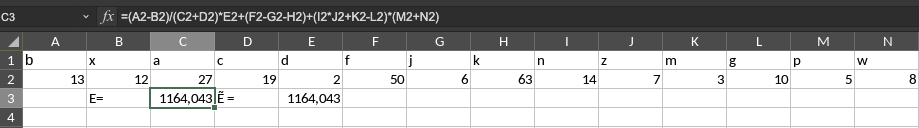 C3 fx =(A2-B2)/(C2+D2)*E2+(F2-G2-H2)+(I2*J2+K2-L2)*(M2+N2)
A B C D E F G H I J K L M N
1 b x a c d f j k n z m g p w
2 13 12 27 19 2 50 6 63 14 7 3 10 5 8
3 E= 1164,043 Ẽ = 1164,043
4